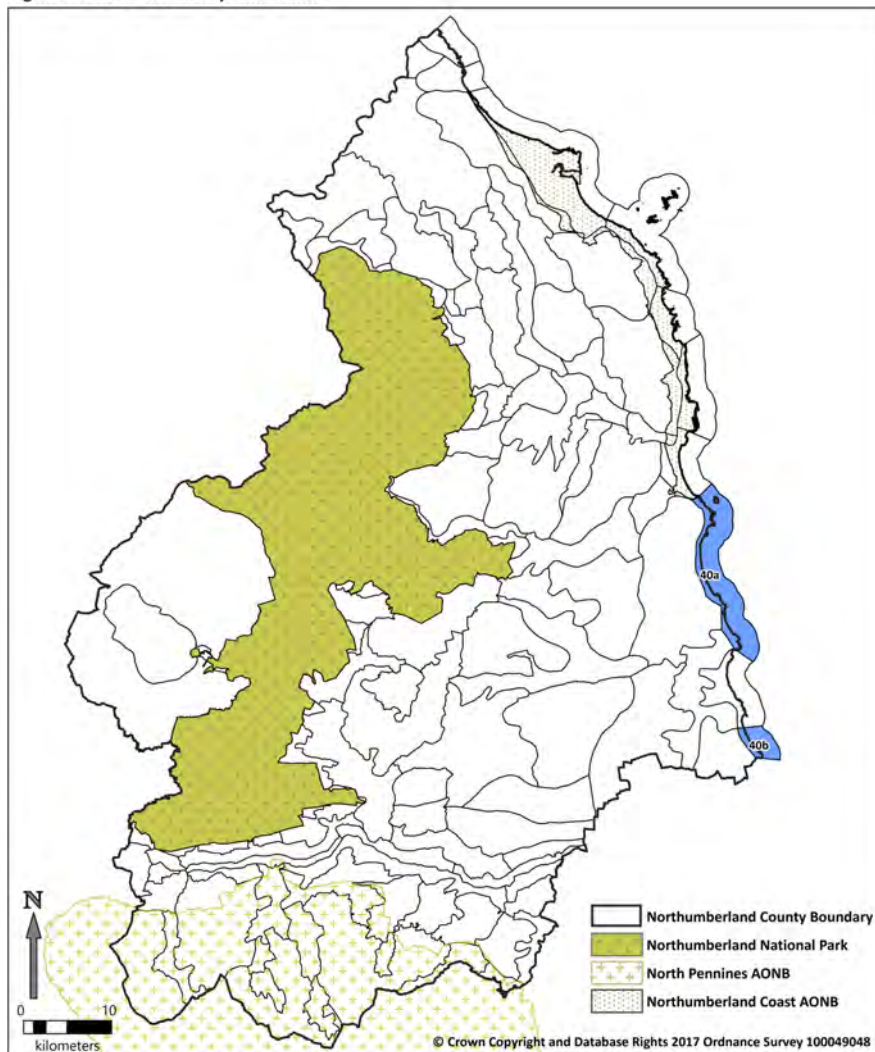 40a
40b
N
0 10
kilometers
Northumberland County Boundary
Northumberland National Park
North Pennines AONB
Northumberland Coast AONB
© Crown Copyright and Database Rights 2017 Ordnance Survey 100049048